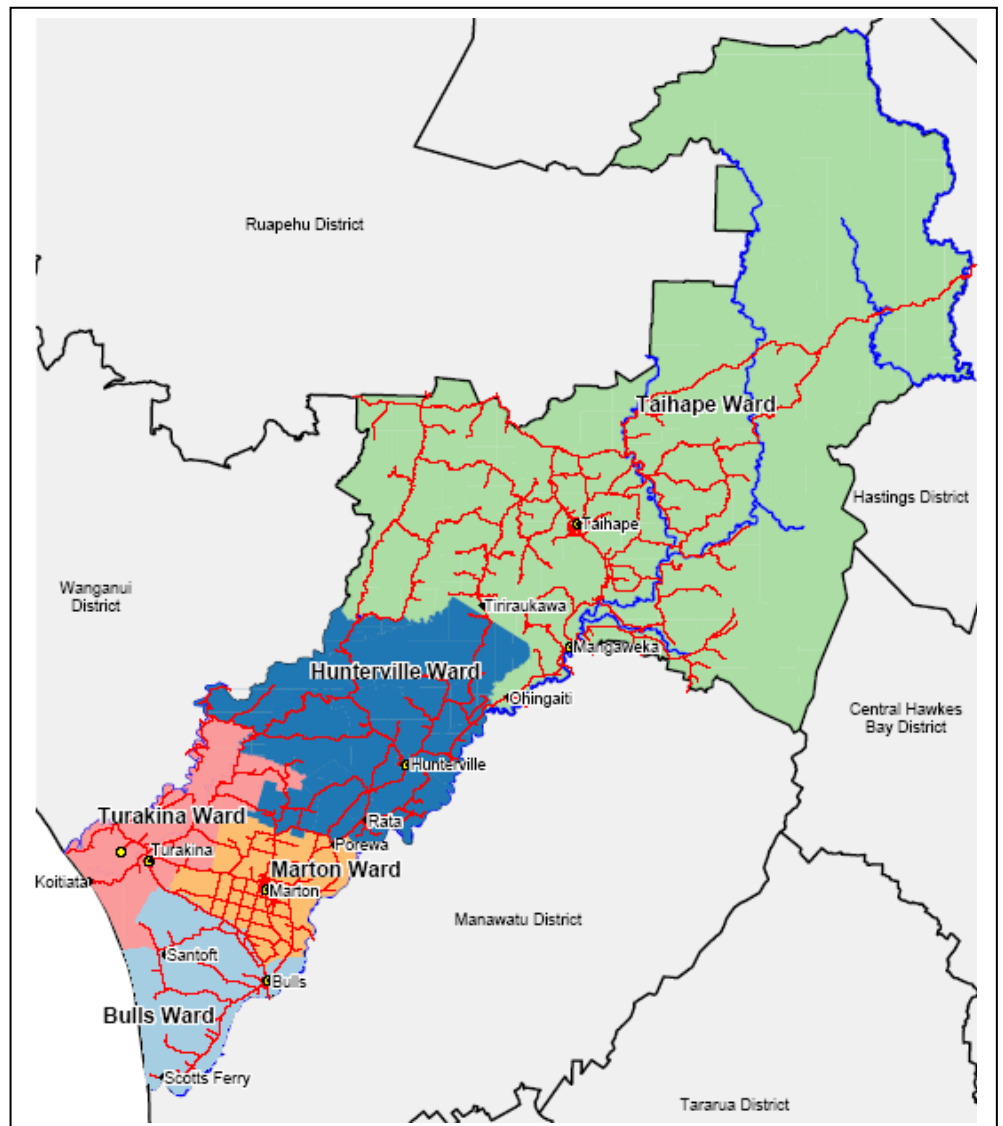 Ruapehu District
Taihape Ward
Hastings District
Taihape
Wanganui
District
Tiriraukawa
Mangaweka
Hunterville Ward
Ohingaiti
Central Hawkes
Bay District
Hunterville
Turakina Ward
Rata
Porewa
Turakina
Marton Ward
Koitiata
Marton
Manawatu District
Santoft
Bulls
Bulls Ward
Scotts Ferry
Tararua District